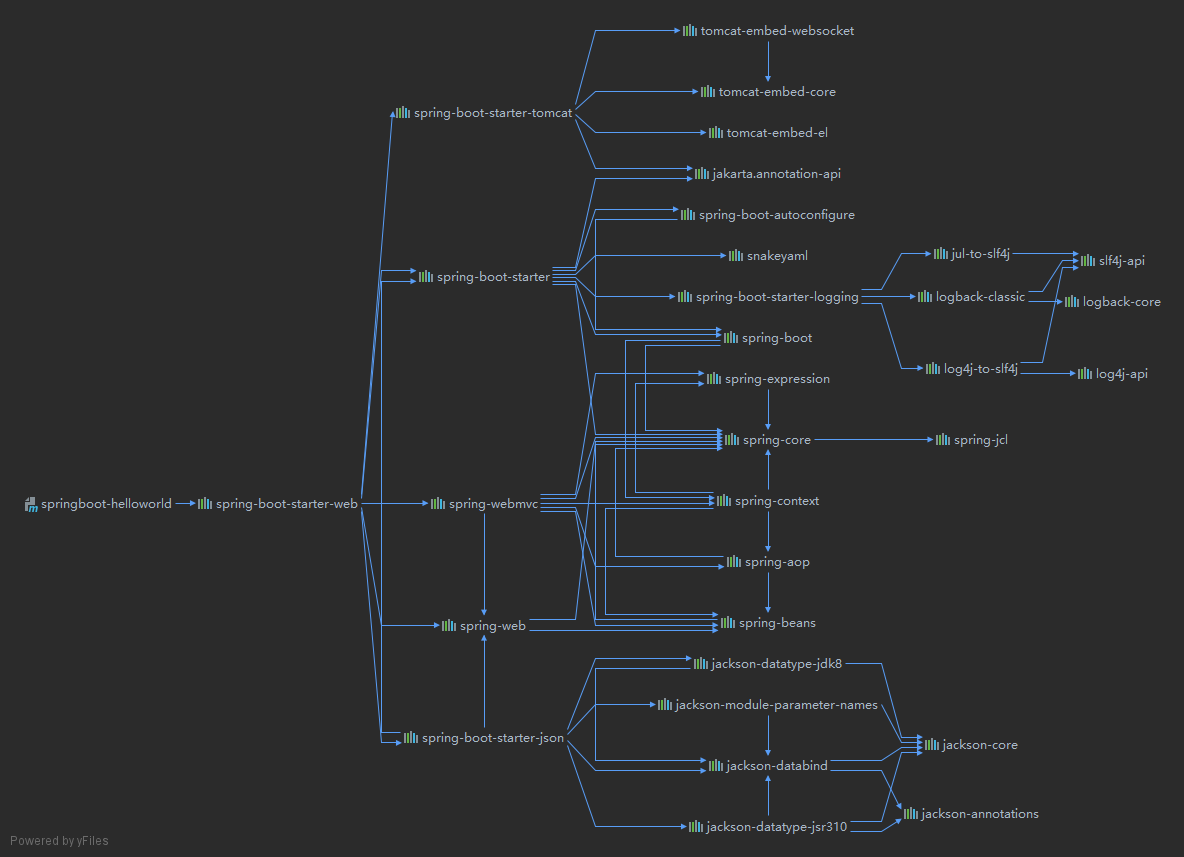 tomcat-embed-websocket
tomcat-embed-core
spring-boot-starter-tomcat
tomcat-embed-el
jakarta.annotation-api
spring-boot-autoconfigure
snakeyaml
jul-to-slf4j
slf4j-api
spring-boot-starter
spring-boot-starter-logging
logback-classic
logback-core
spring-boot
log4j-to-slf4j
log4j-api
spring-expression
spring-core
spring-jcl
springboot-helloworld
spring-boot-starter-web
spring-webmvc
spring-context
spring-aop
spring-web
spring-beans
jackson-datatype-jdk8
jackson-module-parameter-names
spring-boot-starter-json
jackson-core
jackson-databind
jackson-annotations
jackson-datatype-jsr310
Powered by yFiles